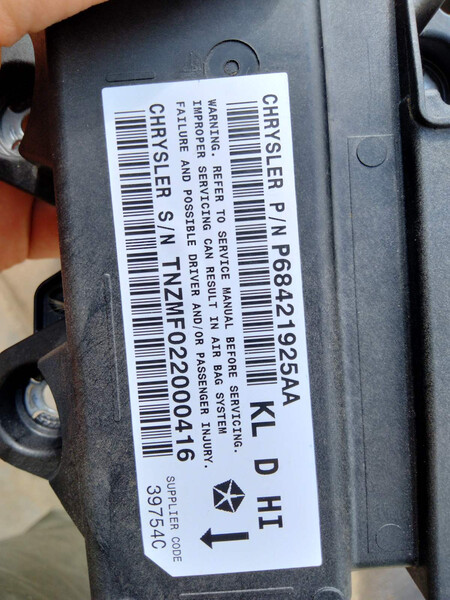 CHRYSLER P/N P68421925AA
KL D HI
WARNING. REFER TO SERVICE MANUAL BEFORE SERVICING.
IMPROPER SERVICING CAN RESULT IN AIR BAG SYSTEM
FAILURE AND POSSIBLE DRIVER AND/OR PASSENGER INJURY.
CHRYSLER S/N TNZMF022000416
SUPPLIER CODE
39754C